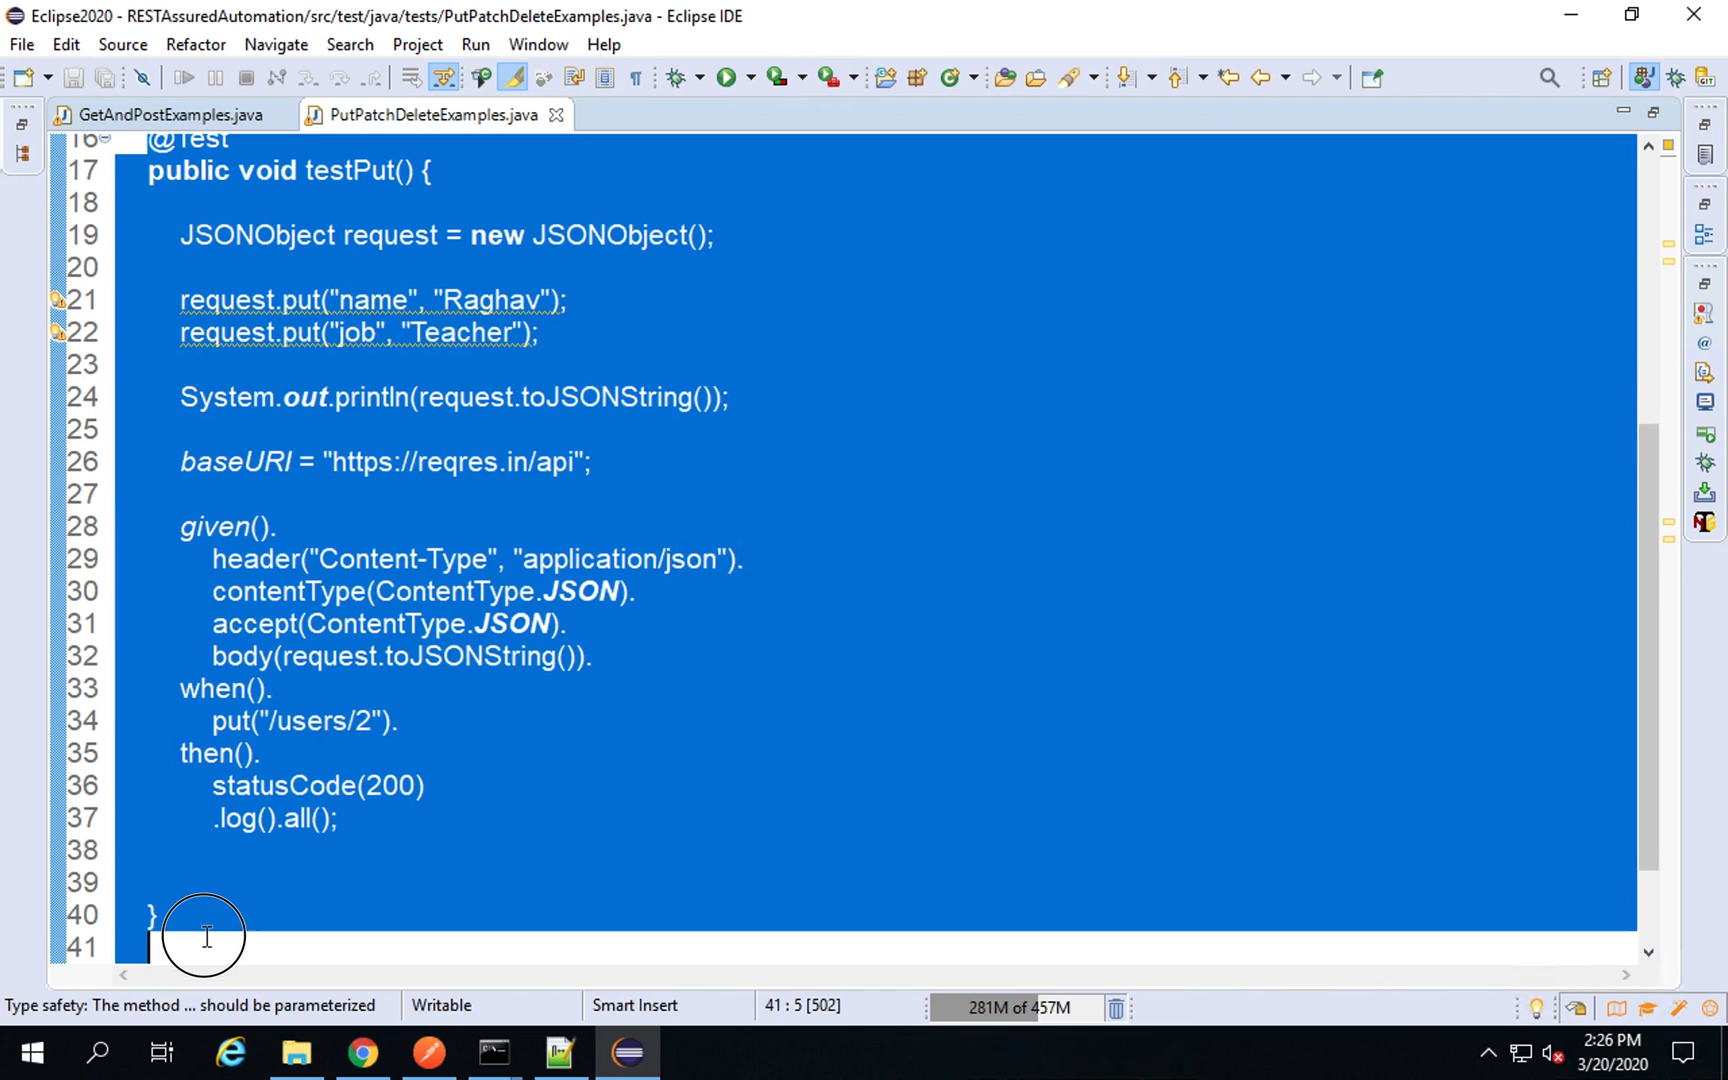 Eclipse2020 - RESTAssuredAutomation/src/test/java/tests/PutPatchDeleteExamples.java - Eclipse IDE
File Edit Source Refactor Navigate Search Project Run Window Help
GetAndPostExamples.java PutPatchDeleteExamples.java
16 @Test
17 public void testPut() {
18
19 JSONObject request = new JSONObject();
20
21 request.put("name", "Raghav");
22 request.put("job", "Teacher");
23
24 System.out.println(request.toJSONString());
25
26 baseURI = "https://reqres.in/api";
27
28 given().
29 header("Content-Type", "application/json").
30 contentType(ContentType.JSON).
31 accept(ContentType.JSON).
32 body(request.toJSONString()).
33 when().
34 put("/users/2").
35 then().
36 statusCode(200)
37 .log().all();
38
39
40 }
41
Type safety: The method ... should be parameterized Writable Smart Insert 41 : 5 [502] 281M of 457M
2:26 PM
3/20/2020